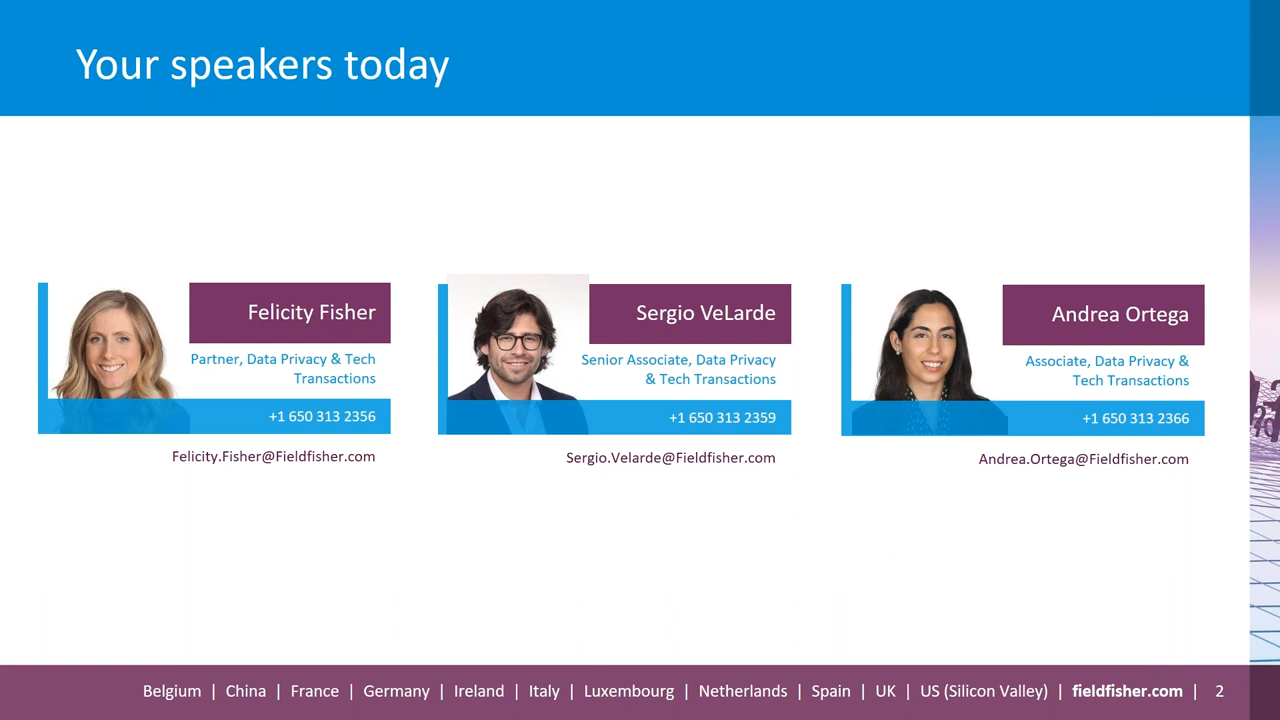 Your speakers today
Felicity Fisher
Partner, Data Privacy & Tech
Transactions
+1 650 313 2356
Felicity.Fisher@Fieldfisher.com
Sergio VeLarde
Senior Associate, Data Privacy
& Tech Transactions
+1 650 313 2359
Sergio.Velarde@Fieldfisher.com
Andrea Ortega
Associate, Data Privacy &
Tech Transactions
+1 650 313 2366
Andrea.Ortega@Fieldfisher.com
Belgium | China | France | Germany | Ireland | Italy | Luxembourg | Netherlands | Spain | UK | US (Silicon Valley) | fieldfisher.com | 2